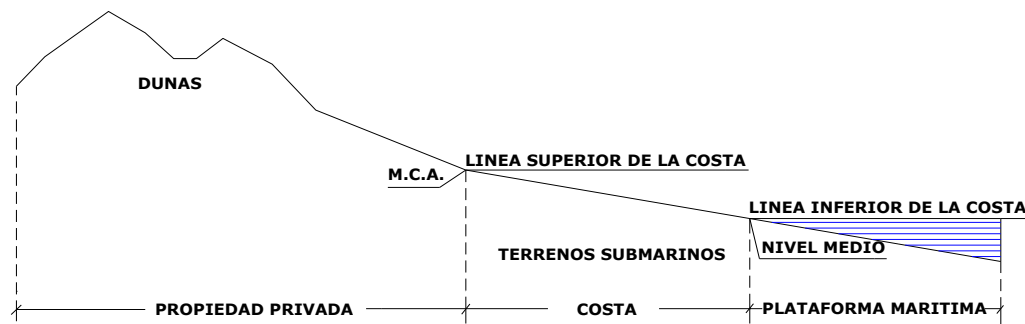 DUNAS
LINEA SUPERIOR DE LA COSTA
M.C.A.
LINEA INFERIOR DE LA COSTA
NIVEL MEDIO
TERRENOS SUBMARINOS
PROPIEDAD PRIVADA
COSTA
PLATAFORMA MARITIMA